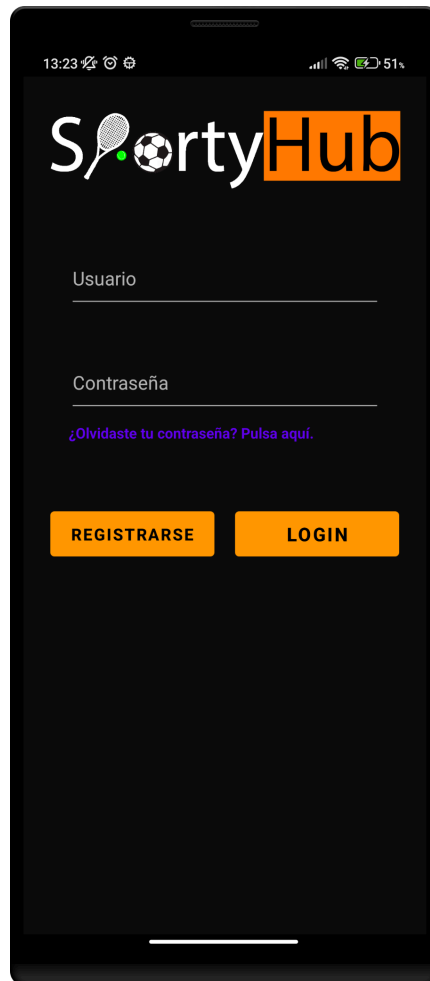 13:23 51%
SportyHub
Usuario
Contraseña
¿Olvidaste tu contraseña? Pulsa aquí.
REGISTRARSE LOGIN